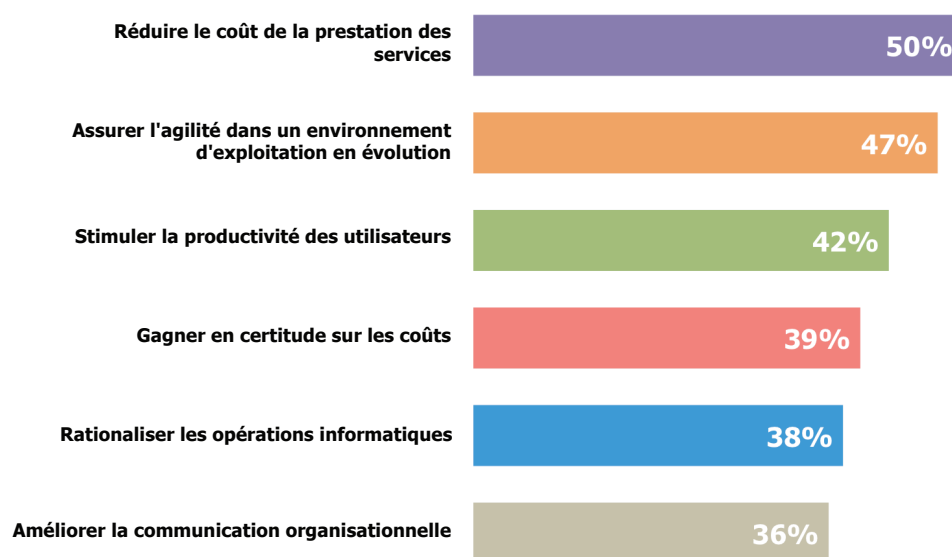 Réduire le coût de la prestation des
services
50%
Assurer l'agilité dans un environnement
d'exploitation en évolution
47%
Stimuler la productivité des utilisateurs
42%
Gagner en certitude sur les coûts
39%
Rationaliser les opérations informatiques
38%
Améliorer la communication organisationnelle
36%